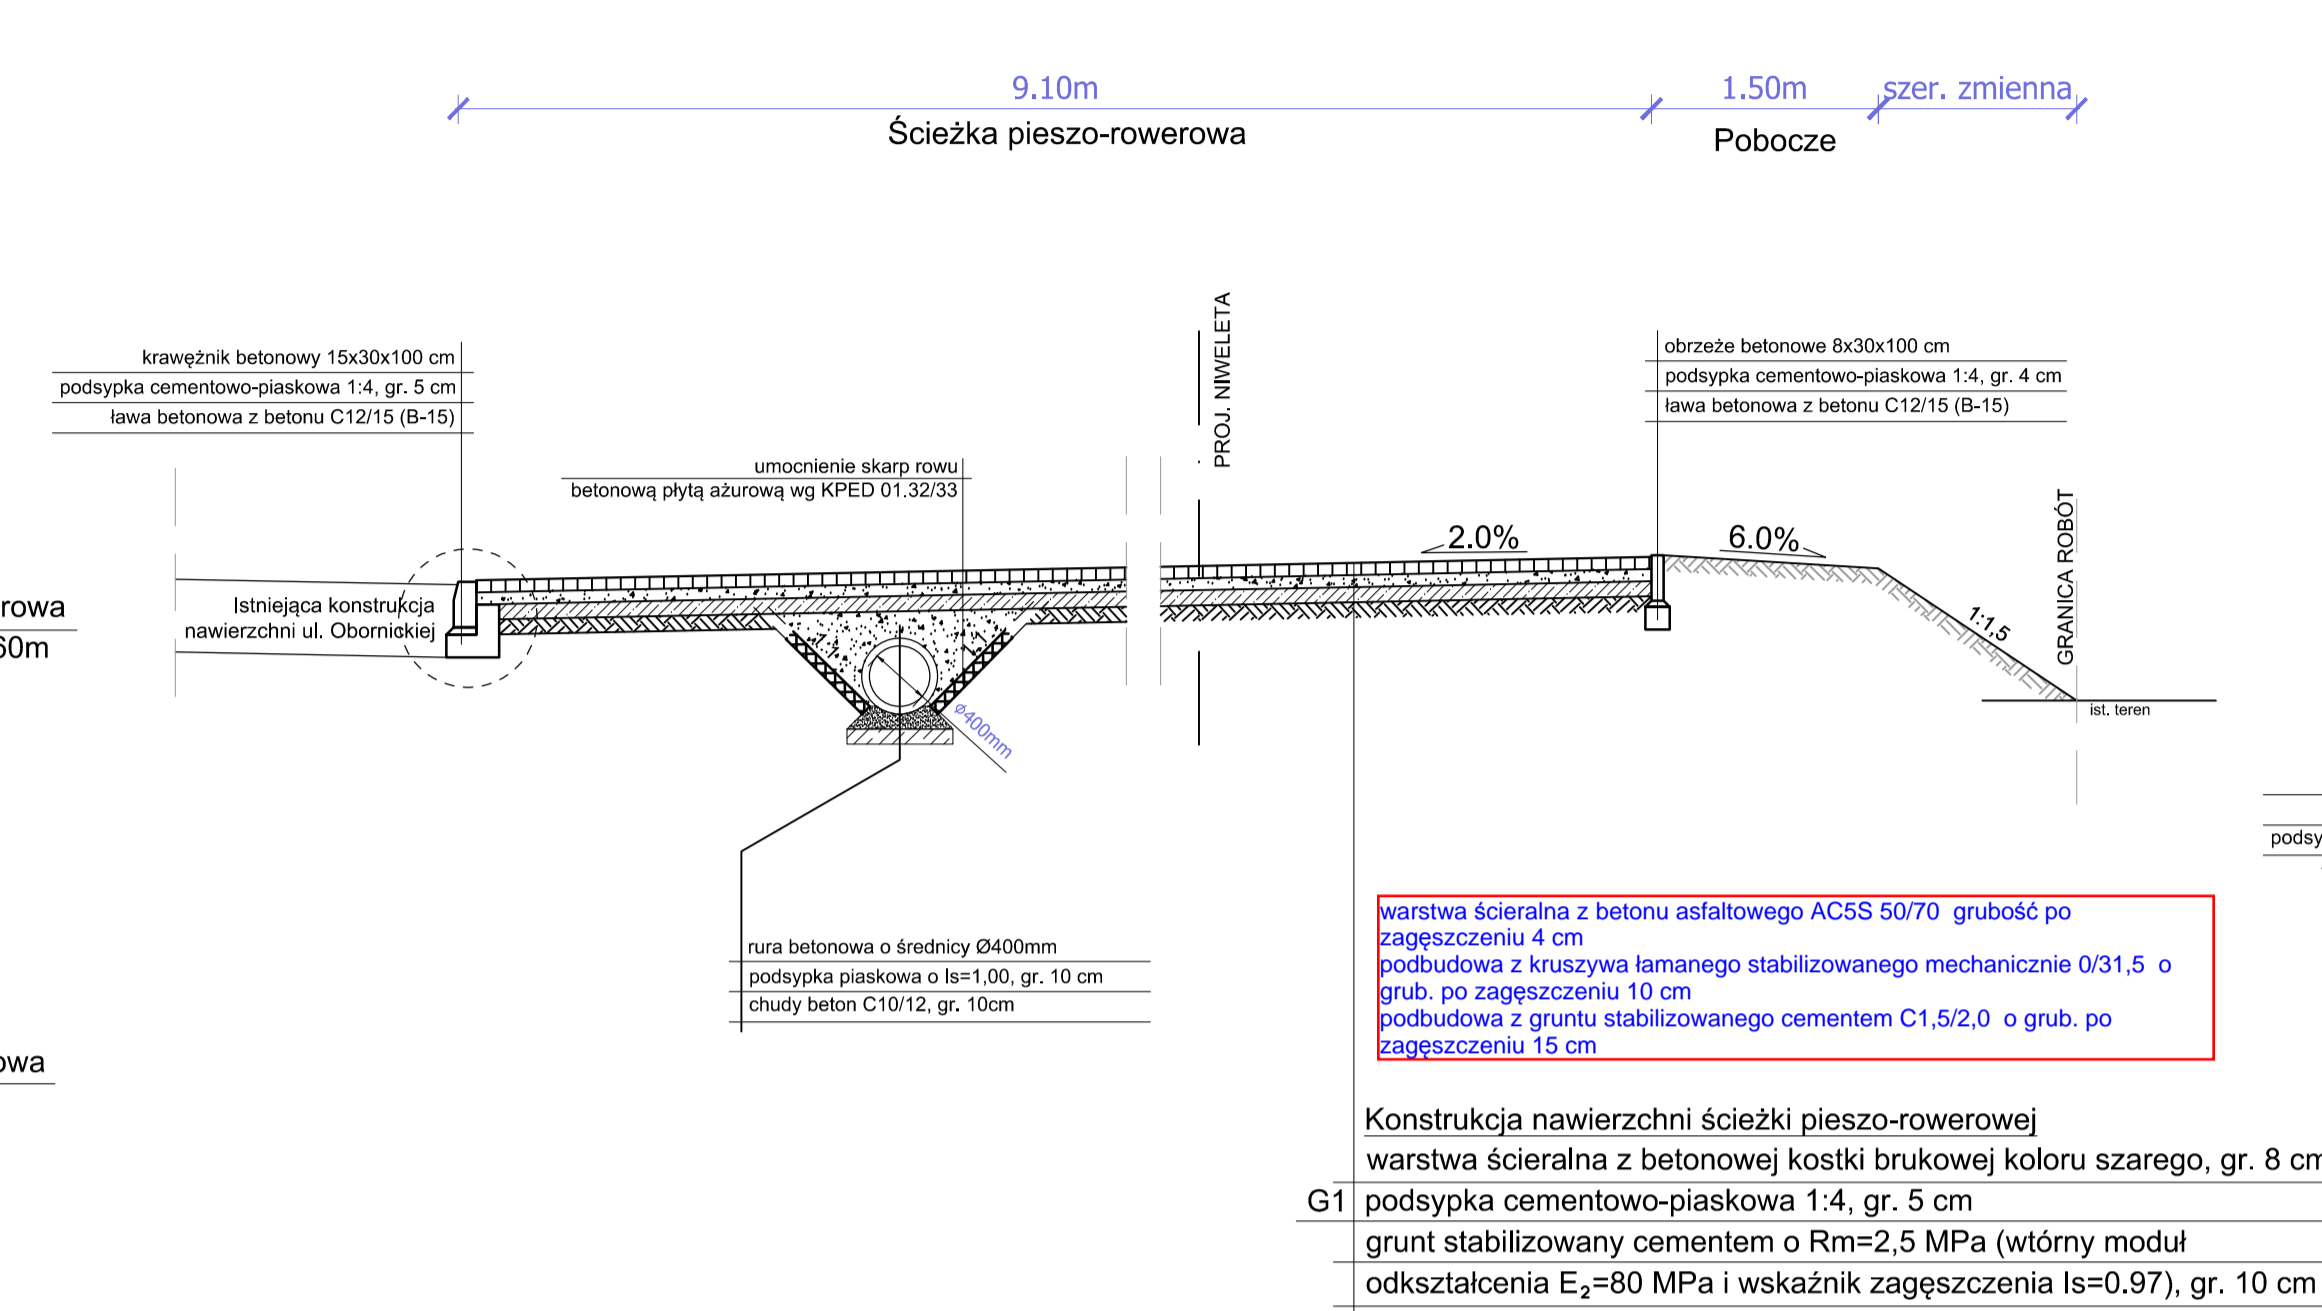 9.10m
1.50m
szer. zmienna
Ścieżka pieszo-rowerowa
Pobocze
PROJ. NIWELETA
krawężnik betonowy 15x30x100 cm
podsypka cementowo-piaskowa 1:4, gr. 5 cm
ława betonowa z betonu C12/15 (B-15)
obrzeże betonowe 8x30x100 cm
podsypka cementowo-piaskowa 1:4, gr. 4 cm
ława betonowa z betonu C12/15 (B-15)
umocnienie skarp rowu
betonową płytą ażurową wg KPED 01.32/33
2.0%
6.0%
GRANICA ROBÓT
rowa
60m
Istniejąca konstrukcja
nawierzchni ul. Obornickiej
1:1,5
1:1
1:1
ist. teren
ø400mm
podsy
rura betonowa o średnicy Ø400mm
podsypka piaskowa o Is=1,00, gr. 10 cm
chudy beton C10/12, gr. 10cm
warstwa ścieralna z betonu asfaltowego AC5S 50/70 grubość po
zagęszczeniu 4 cm
podbudowa z kruszywa łamanego stabilizowanego mechanicznie 0/31,5 o
grub. po zagęszczeniu 10 cm
podbudowa z gruntu stabilizowanego cementem C1,5/2,0 o grub. po
zagęszczeniu 15 cm
owa
Konstrukcja nawierzchni ścieżki pieszo-rowerowej
warstwa ścieralna z betonowej kostki brukowej koloru szarego, gr. 8 cm
G1
podsypka cementowo-piaskowa 1:4, gr. 5 cm
grunt stabilizowany cementem o Rm=2,5 MPa (wtórny moduł
odkształcenia E₂=80 MPa i wskaźnik zagęszczenia Is=0.97), gr. 10 cm